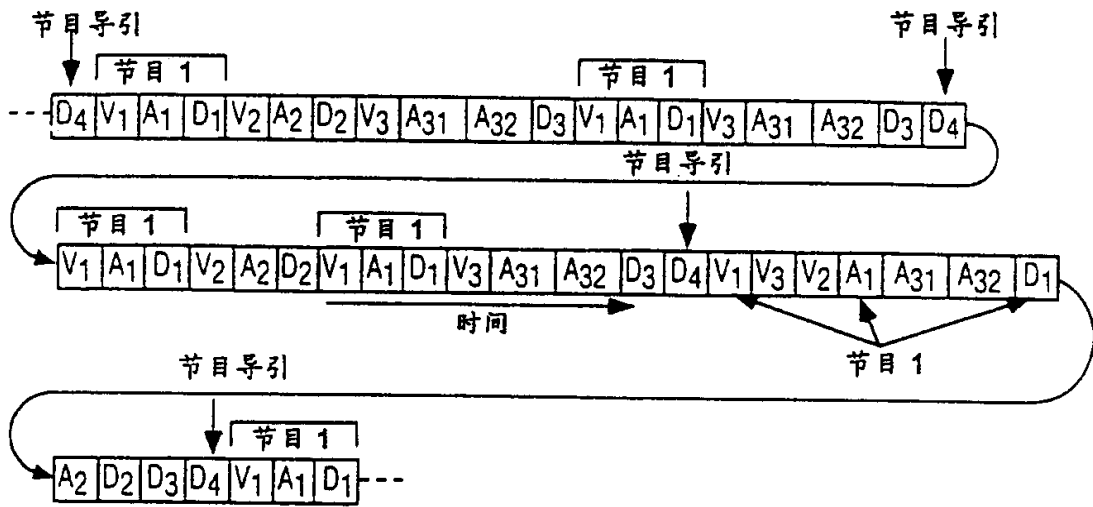 节目导引 节目导引
节目 1 节目 1
D4 V1 A1 D1 V2 A2 D2 V3 A31 A32 D3 V1 A1 D1 V3 A31 A32 D3 D4
节目导引
节目 1 节目 1
V1 A1 D1 V2 A2 D2 V1 A1 D1 V3 A31 A32 D3 D4 V1 V3 V2 A1 A31 A32 D1
时间
节目 1
节目导引
节目 1
A2 D2 D3 D4 V1 A1 D1